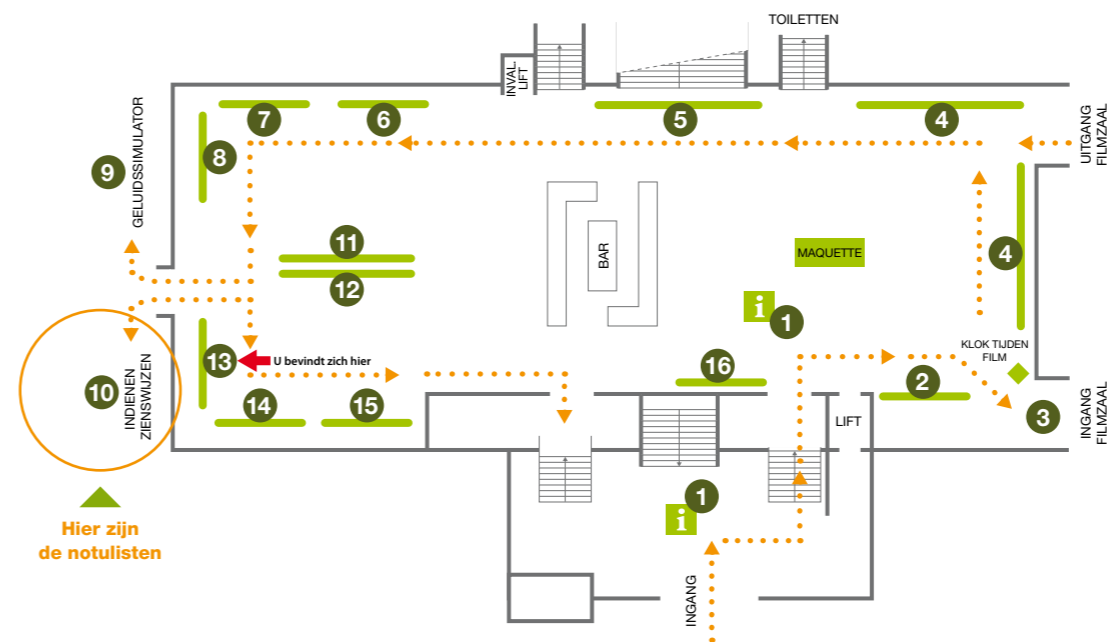 TOILETTEN
INVAL.
LIFT
7
6
5
4
UITGANG
FILMZAAL
8
9
GELUIDSSIMULATOR
11
12
BAR
MAQUETTE
4
i
1
KLOK TIJDEN
FILM
10
INDIENEN
ZIENSWIJZEN
13
U bevindt zich hier
16
2
3
INGANG
FILMZAAL
14
15
LIFT
i
1
Hier zijn
de notulisten
INGANG